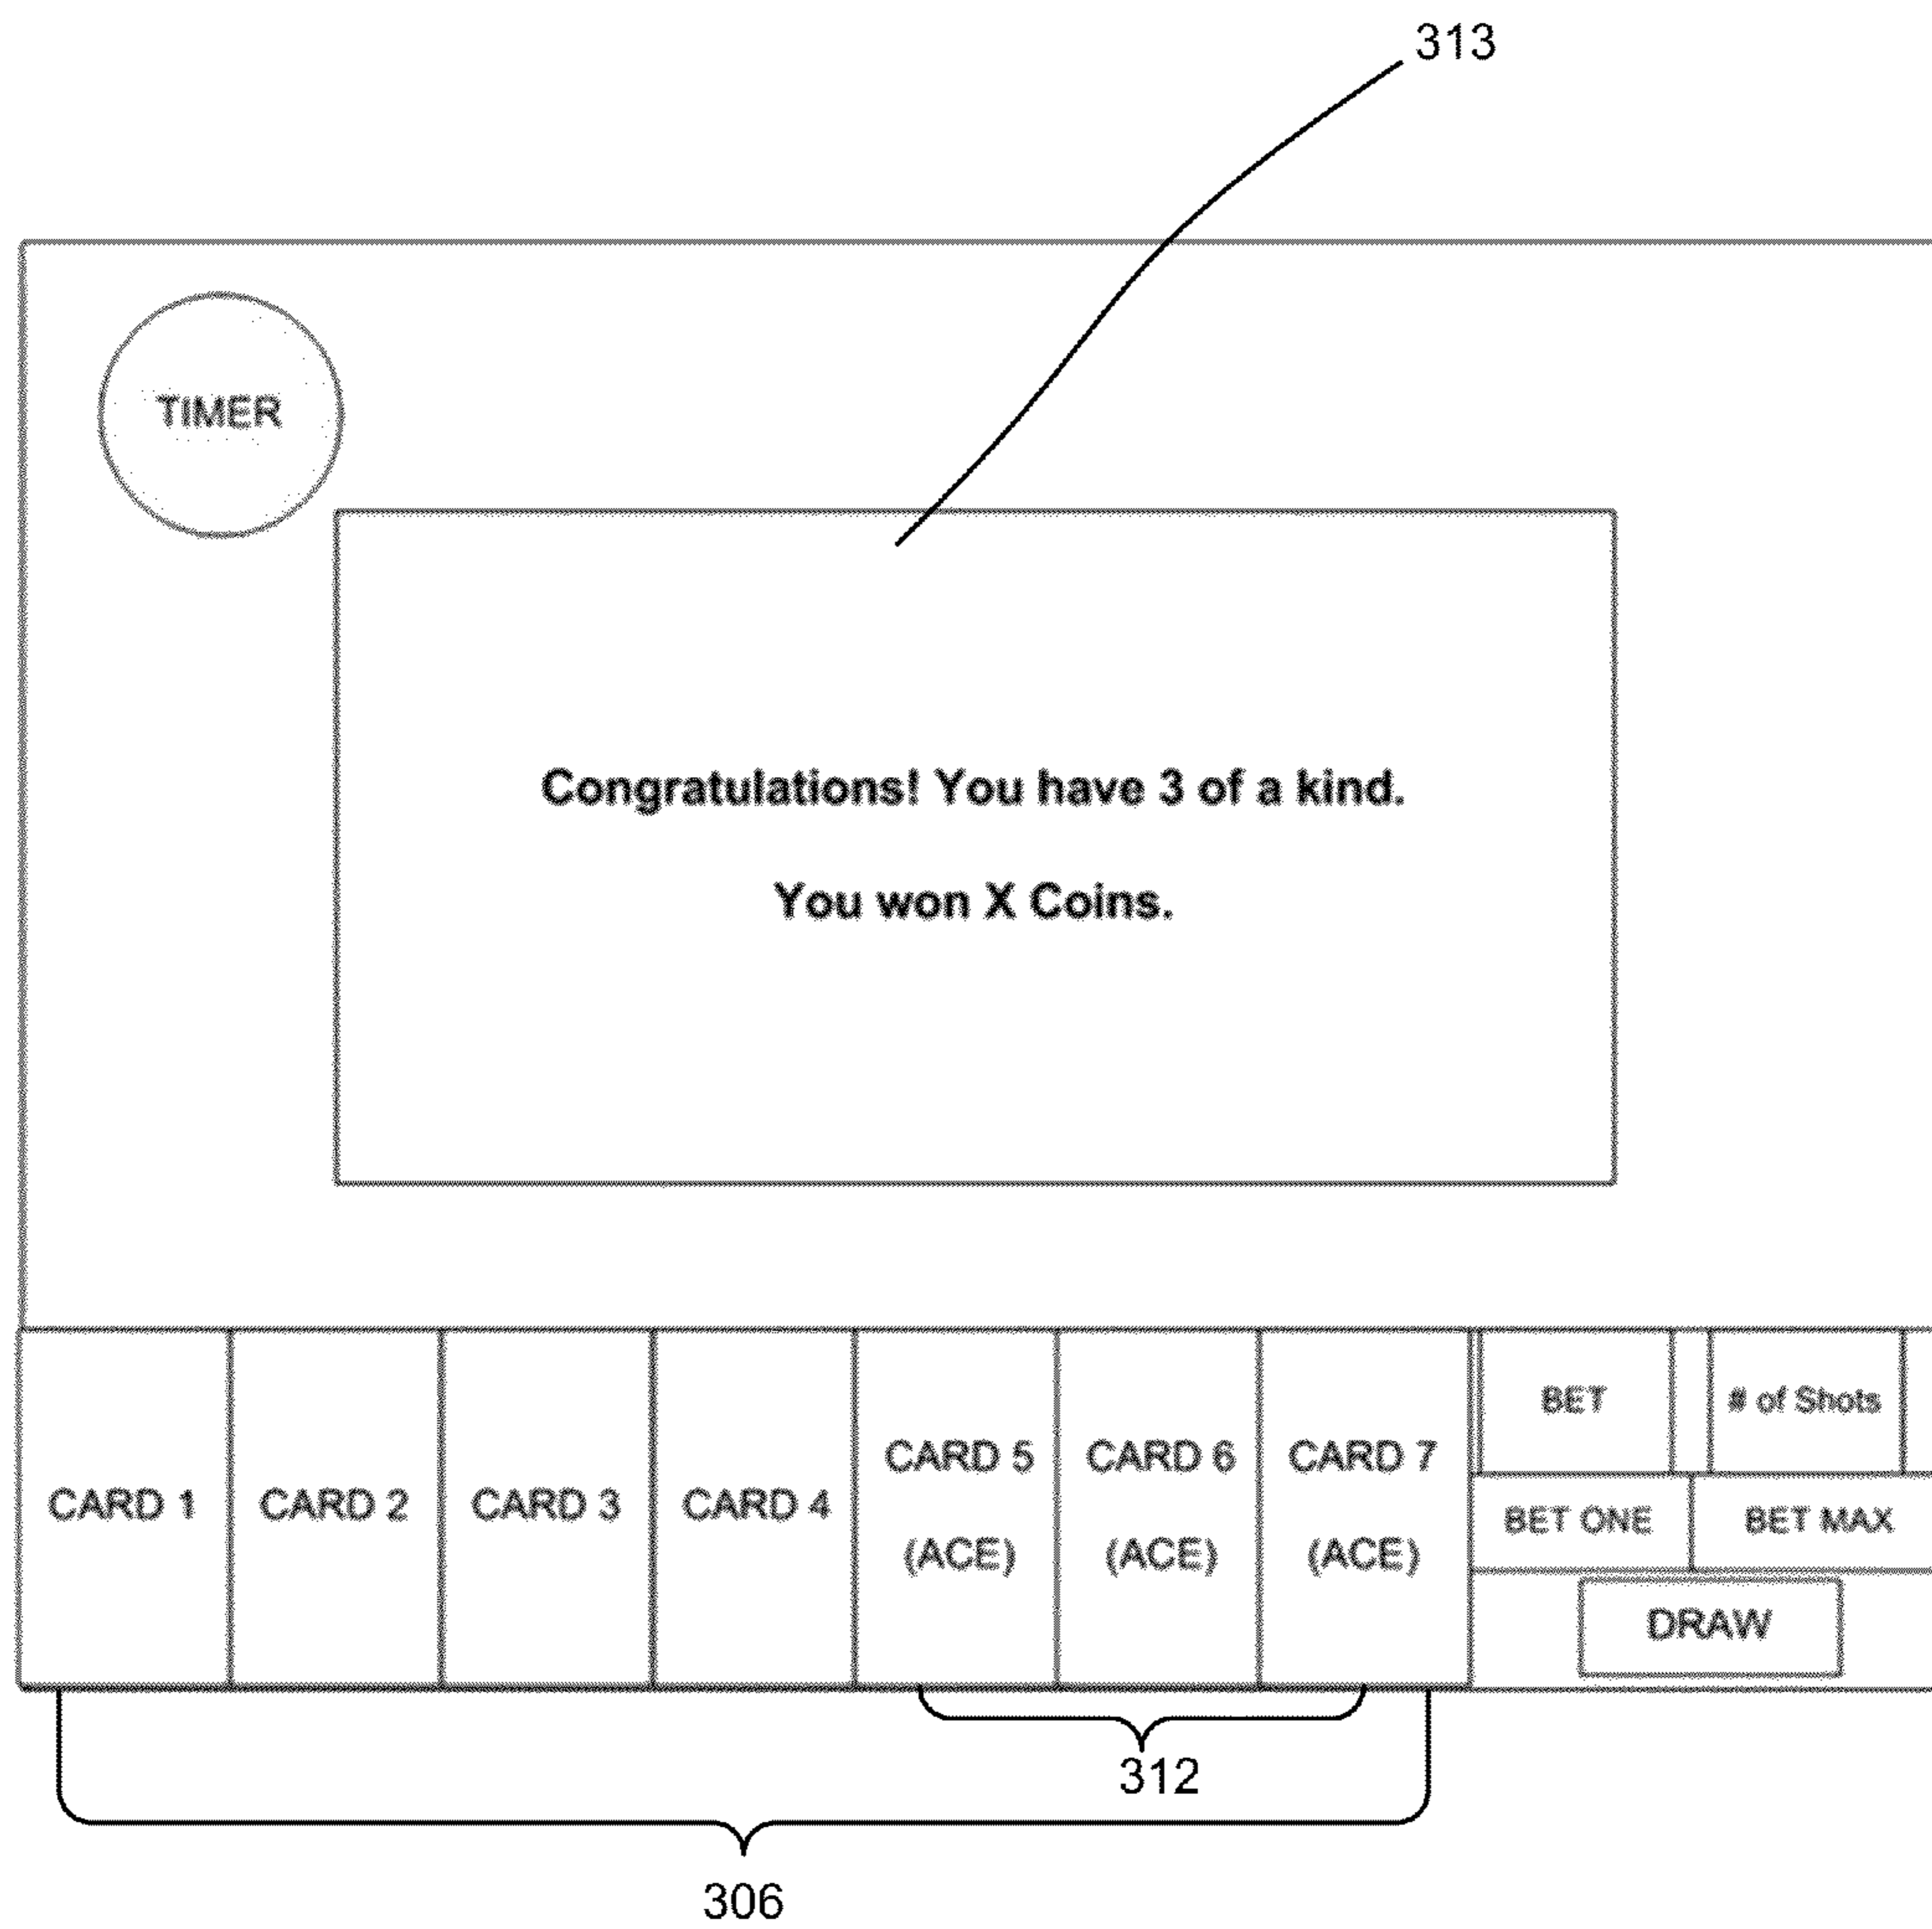 313
TIMER
Congratulations! You have 3 of a kind.
You won X Coins.
BET
# of Shots
CARD 1
CARD 2
CARD 3
CARD 4
CARD 5
(ACE)
CARD 6
(ACE)
CARD 7
(ACE)
BET ONE
BET MAX
DRAW
312
306